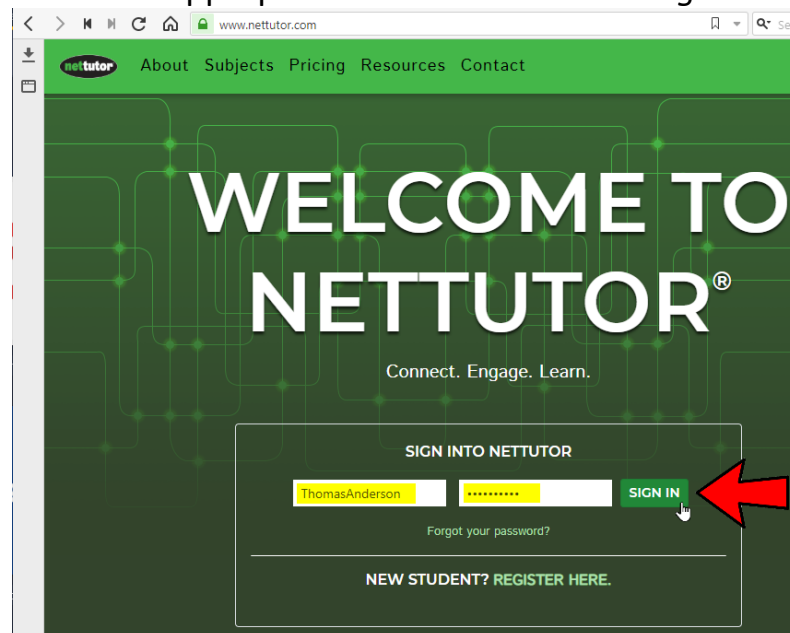 www.nettutor.com
nettutor About Subjects Pricing Resources Contact
WELCOME TO
NETTUTOR®
Connect. Engage. Learn.
SIGN INTO NETTUTOR
ThomasAnderson •••••••••• SIGN IN
Forgot your password?
NEW STUDENT? REGISTER HERE.